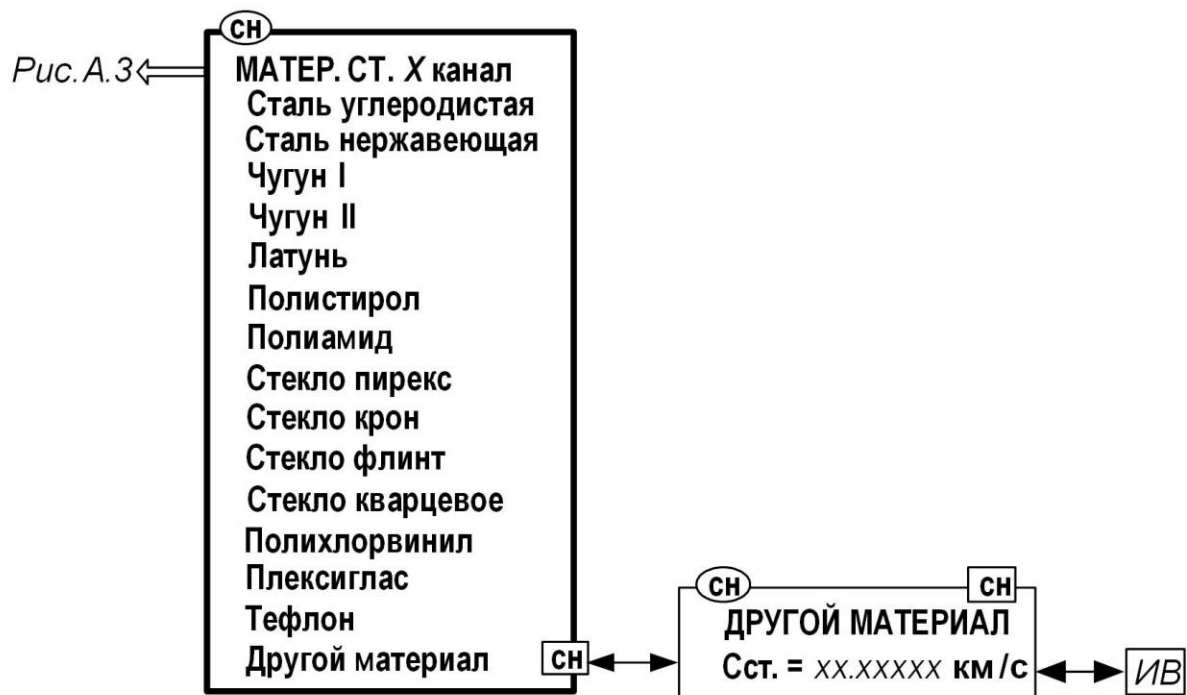 СН
Рис. А.3
МАТЕР. СТ. X канал
Сталь углеродистая
Сталь нержавеющая
Чугун I
Чугун II
Латунь
Полистирол
Полиамид
Стекло пирекс
Стекло крон
Стекло флинт
Стекло кварцевое
Полихлорвинил
Плексиглас
Тефлон
Другой материал
СН
СН
СН
ДРУГОЙ МАТЕРИАЛ
Сст. = xx.xxxxx км/с
ИВ